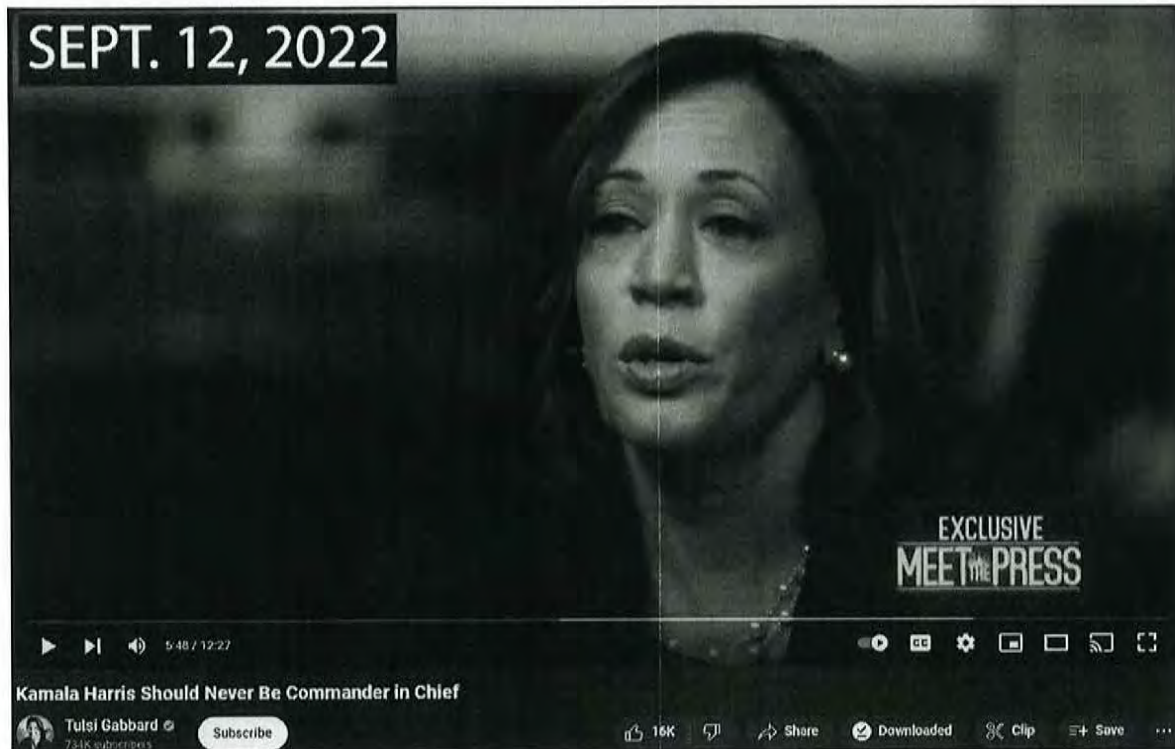 SEPT. 12, 2022
EXCLUSIVE
MEET THE PRESS
5:48 / 12:27
CC
Kamala Harris Should Never Be Commander in Chief
Tulsi Gabbard
734K subscribers
Subscribe
16K
Share
Downloaded
Clip
Save